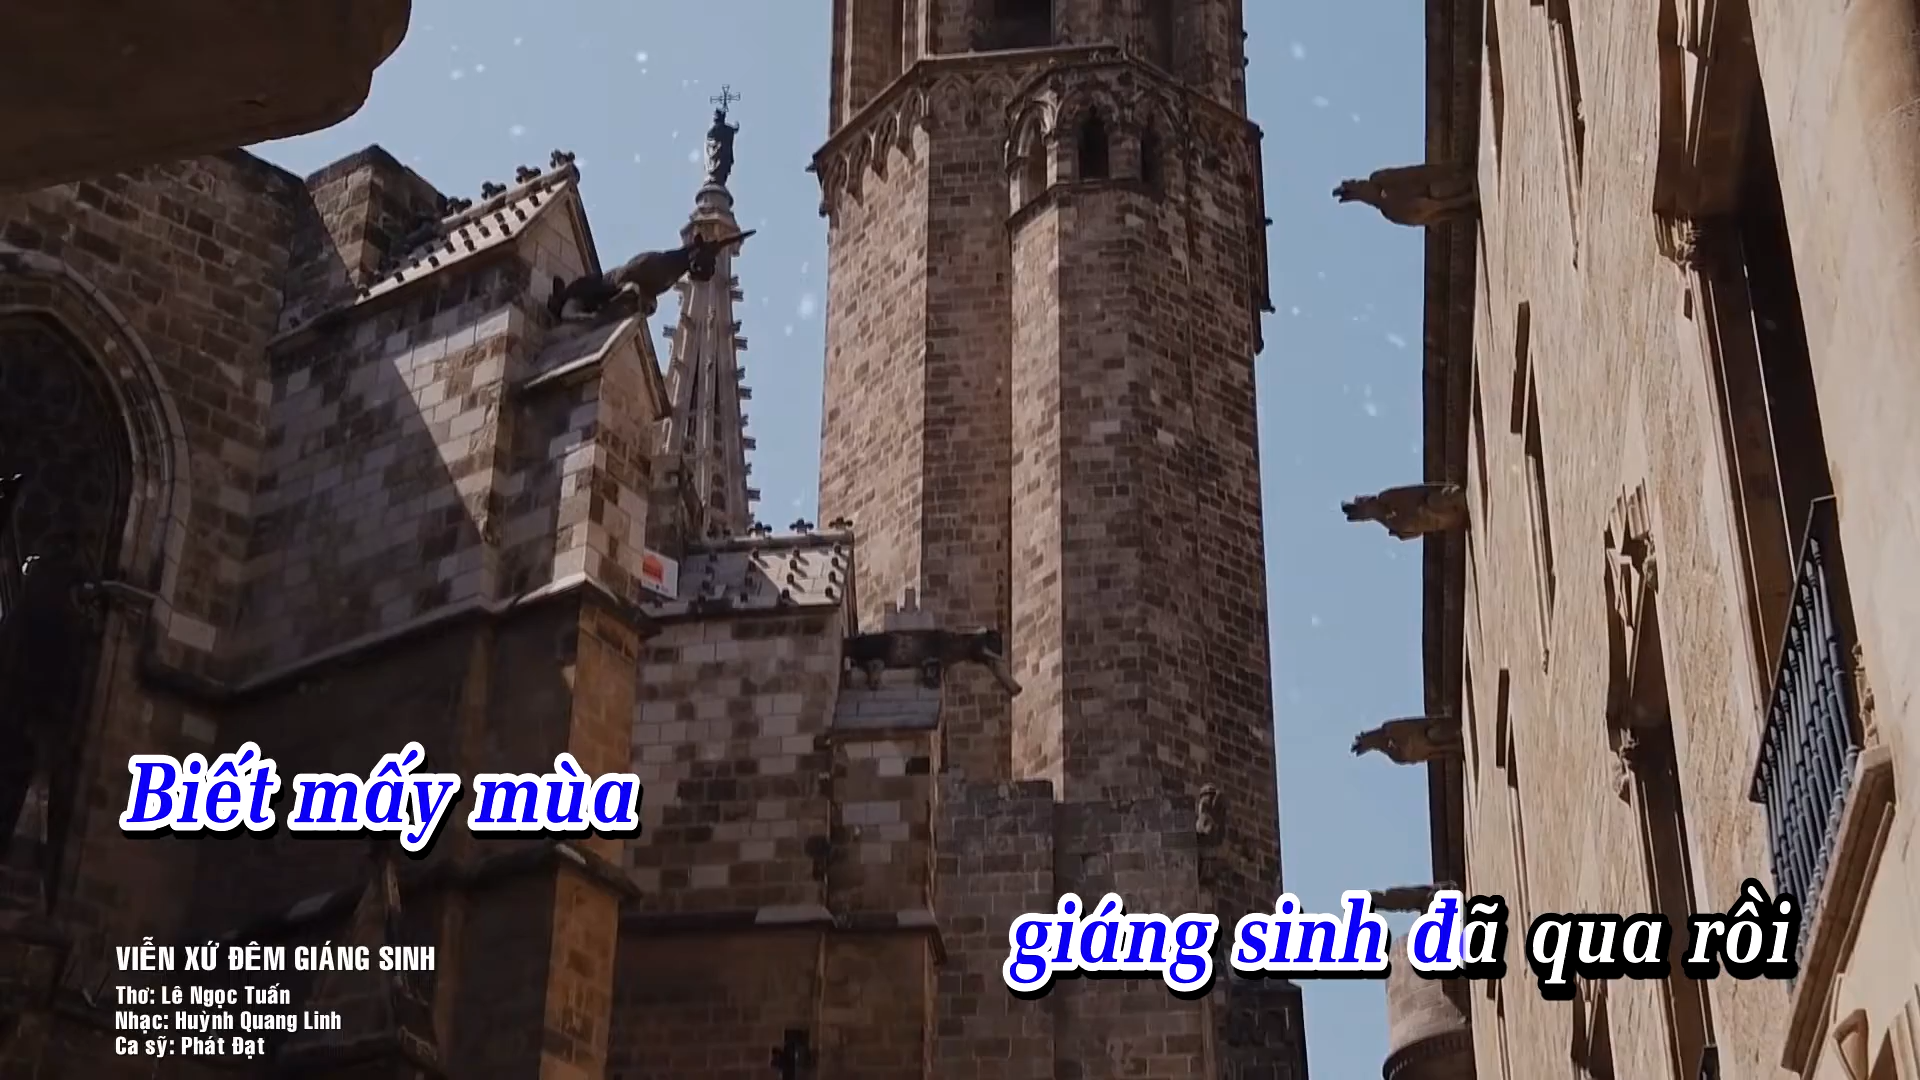 Biết mấy mùa
giáng sinh đã qua rồi
VIỄN XỨ ĐÊM GIÁNG SINH
Thơ: Lê Ngọc Tuấn
Nhạc: Huỳnh Quang Linh
Ca sỹ: Phát Đạt